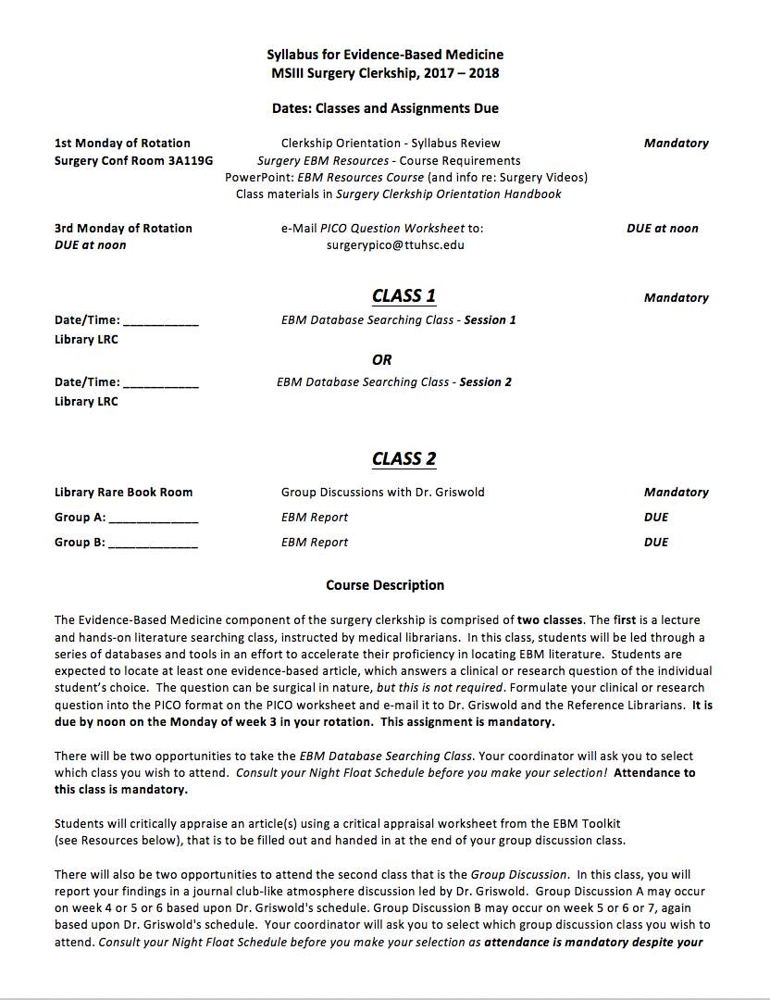 Syllabus for Evidence-Based Medicine
MSIII Surgery Clerkship, 2017 – 2018
Dates: Classes and Assignments Due
1st Monday of Rotation Clerkship Orientation - Syllabus Review Mandatory
Surgery Conf Room 3A119G Surgery EBM Resources - Course Requirements
PowerPoint: EBM Resources Course (and info re: Surgery Videos)
Class materials in Surgery Clerkship Orientation Handbook
3rd Monday of Rotation e-Mail PICO Question Worksheet to: DUE at noon
DUE at noon surgerypico@ttuhsc.edu
CLASS 1 Mandatory
Date/Time: ___________ EBM Database Searching Class - Session 1
Library LRC
OR
Date/Time: ___________ EBM Database Searching Class - Session 2
Library LRC
CLASS 2
Library Rare Book Room Group Discussions with Dr. Griswold Mandatory
Group A: _____________ EBM Report DUE
Group B: _____________ EBM Report DUE
Course Description
The Evidence-Based Medicine component of the surgery clerkship is comprised of two classes. The first is a lecture
and hands-on literature searching class, instructed by medical librarians. In this class, students will be led through a
series of databases and tools in an effort to accelerate their proficiency in locating EBM literature. Students are
expected to locate at least one evidence-based article, which answers a clinical or research question of the individual
student's choice. The question can be surgical in nature, but this is not required. Formulate your clinical or research
question into the PICO format on the PICO worksheet and e-mail it to Dr. Griswold and the Reference Librarians. It is
due by noon on the Monday of week 3 in your rotation. This assignment is mandatory.
There will be two opportunities to take the EBM Database Searching Class. Your coordinator will ask you to select
which class you wish to attend. Consult your Night Float Schedule before you make your selection! Attendance to
this class is mandatory.
Students will critically appraise an article(s) using a critical appraisal worksheet from the EBM Toolkit
(see Resources below), that is to be filled out and handed in at the end of your group discussion class.
There will also be two opportunities to attend the second class that is the Group Discussion. In this class, you will
report your findings in a journal club-like atmosphere discussion led by Dr. Griswold. Group Discussion A may occur
on week 4 or 5 or 6 based upon Dr. Griswold's schedule. Group Discussion B may occur on week 5 or 6 or 7, again
based upon Dr. Griswold's schedule. Your coordinator will ask you to select which group discussion class you wish to
attend. Consult your Night Float Schedule before you make your selection as attendance is mandatory despite your